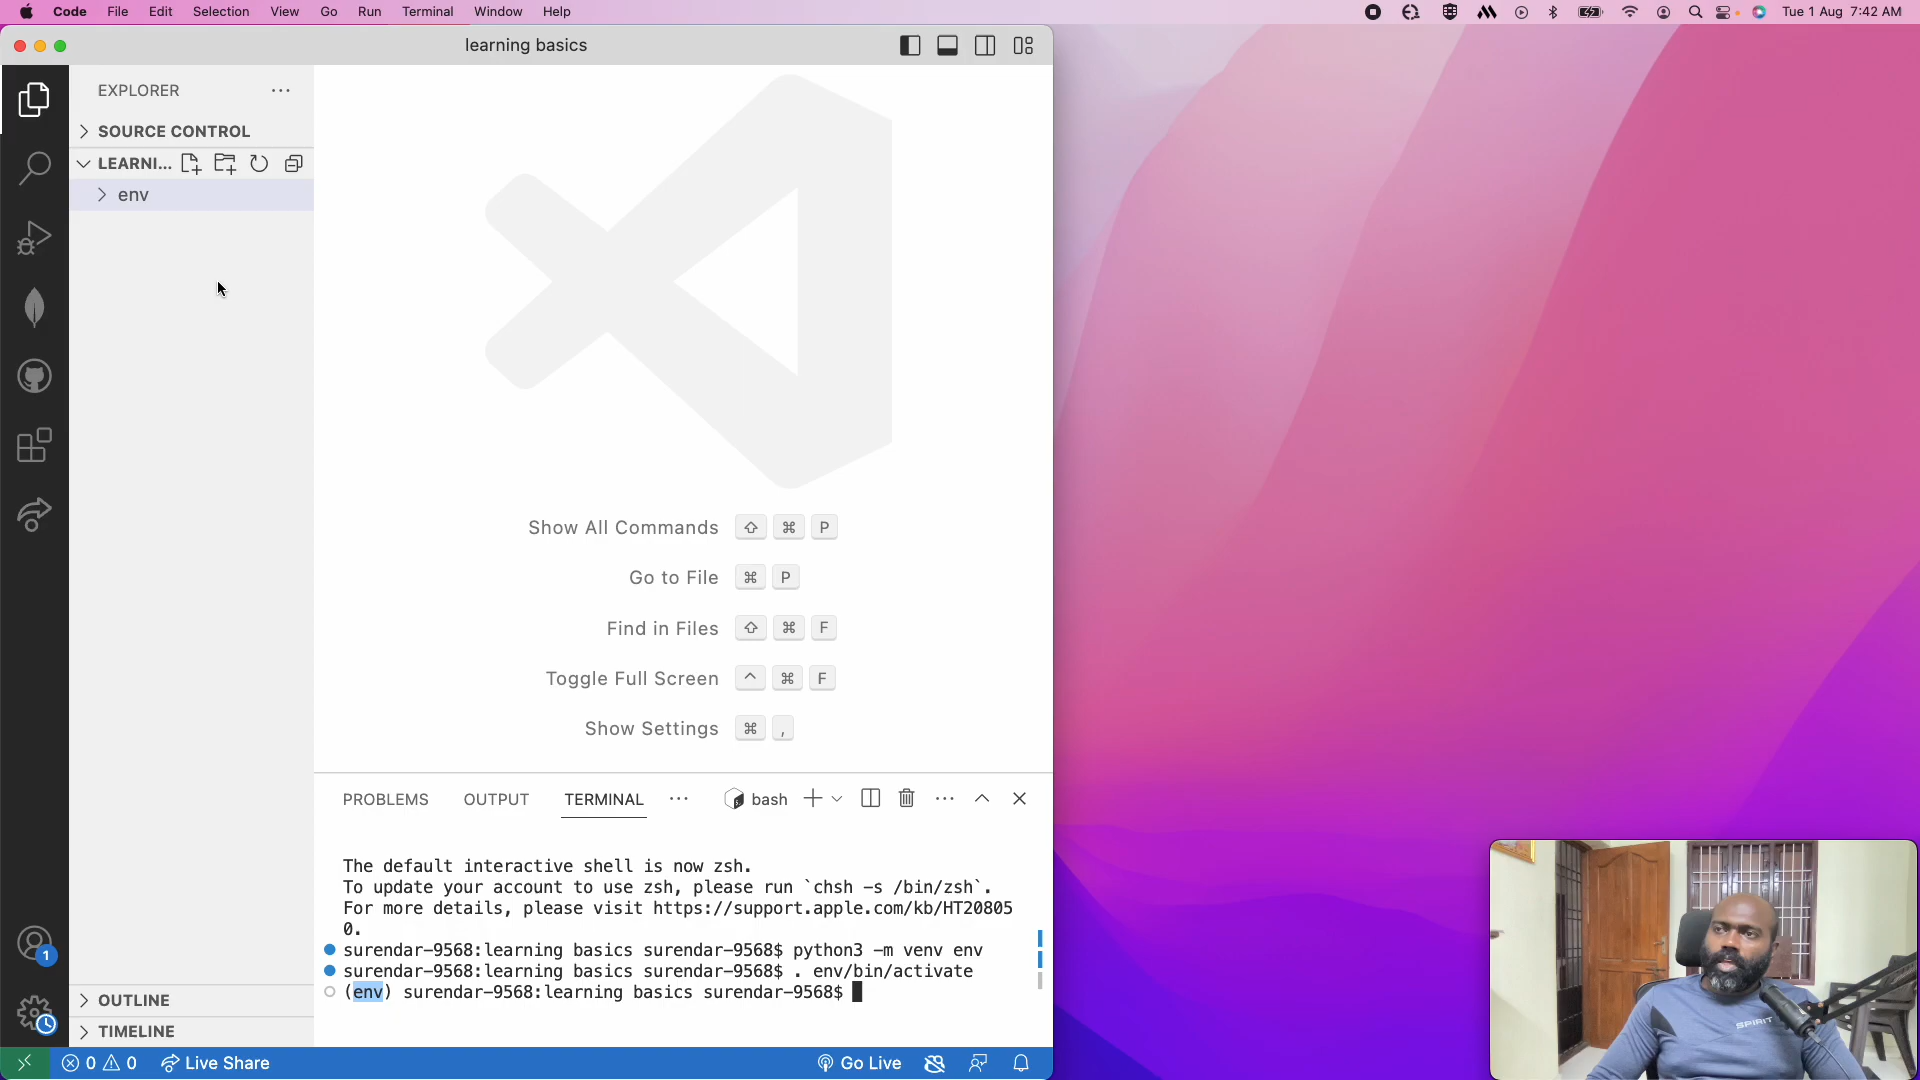 Code File Edit Selection View Go Run Terminal Window Help
Tue 1 Aug 7:42 AM
learning basics
EXPLORER
SOURCE CONTROL
LEARNI...
env
Show All Commands ⇧ ⌘ P
Go to File ⌘ P
Find in Files ⇧ ⌘ F
Toggle Full Screen ^ ⌘ F
Show Settings ⌘ ,
PROBLEMS OUTPUT TERMINAL ··· bash
The default interactive shell is now zsh.
To update your account to use zsh, please run `chsh -s /bin/zsh`.
For more details, please visit https://support.apple.com/kb/HT20805
0.
surendar-9568:learning basics surendar-9568$ python3 -m venv env
surendar-9568:learning basics surendar-9568$ . env/bin/activate
(env) surendar-9568:learning basics surendar-9568$
1
OUTLINE
TIMELINE
0 0 Live Share Go Live
SPIRIT